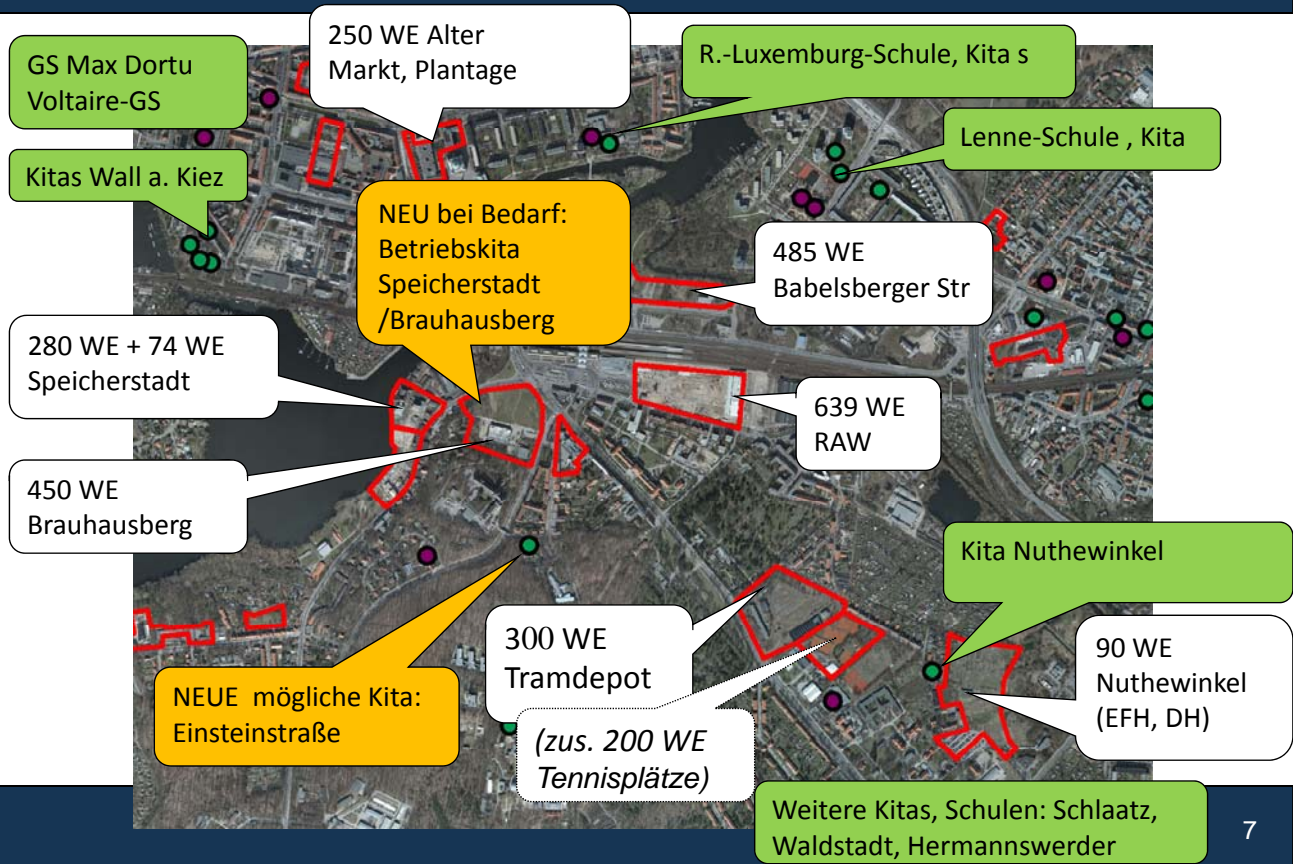 GS Max Dortu
Voltaire-GS
250 WE Alter
Markt, Plantage
R.-Luxemburg-Schule, Kita s
Lenne-Schule , Kita
Kitas Wall a. Kiez
NEU bei Bedarf:
Betriebskita
Speicherstadt
/Brauhausberg
485 WE
Babelsberger Str
280 WE + 74 WE
Speicherstadt
639 WE
RAW
450 WE
Brauhausberg
Kita Nuthewinkel
300 WE
Tramdepot
90 WE
Nuthewinkel
(EFH, DH)
NEUE mögliche Kita:
Einsteinstraße
(zus. 200 WE
Tennisplätze)
Weitere Kitas, Schulen: Schlaatz,
Waldstadt, Hermannswerder
7